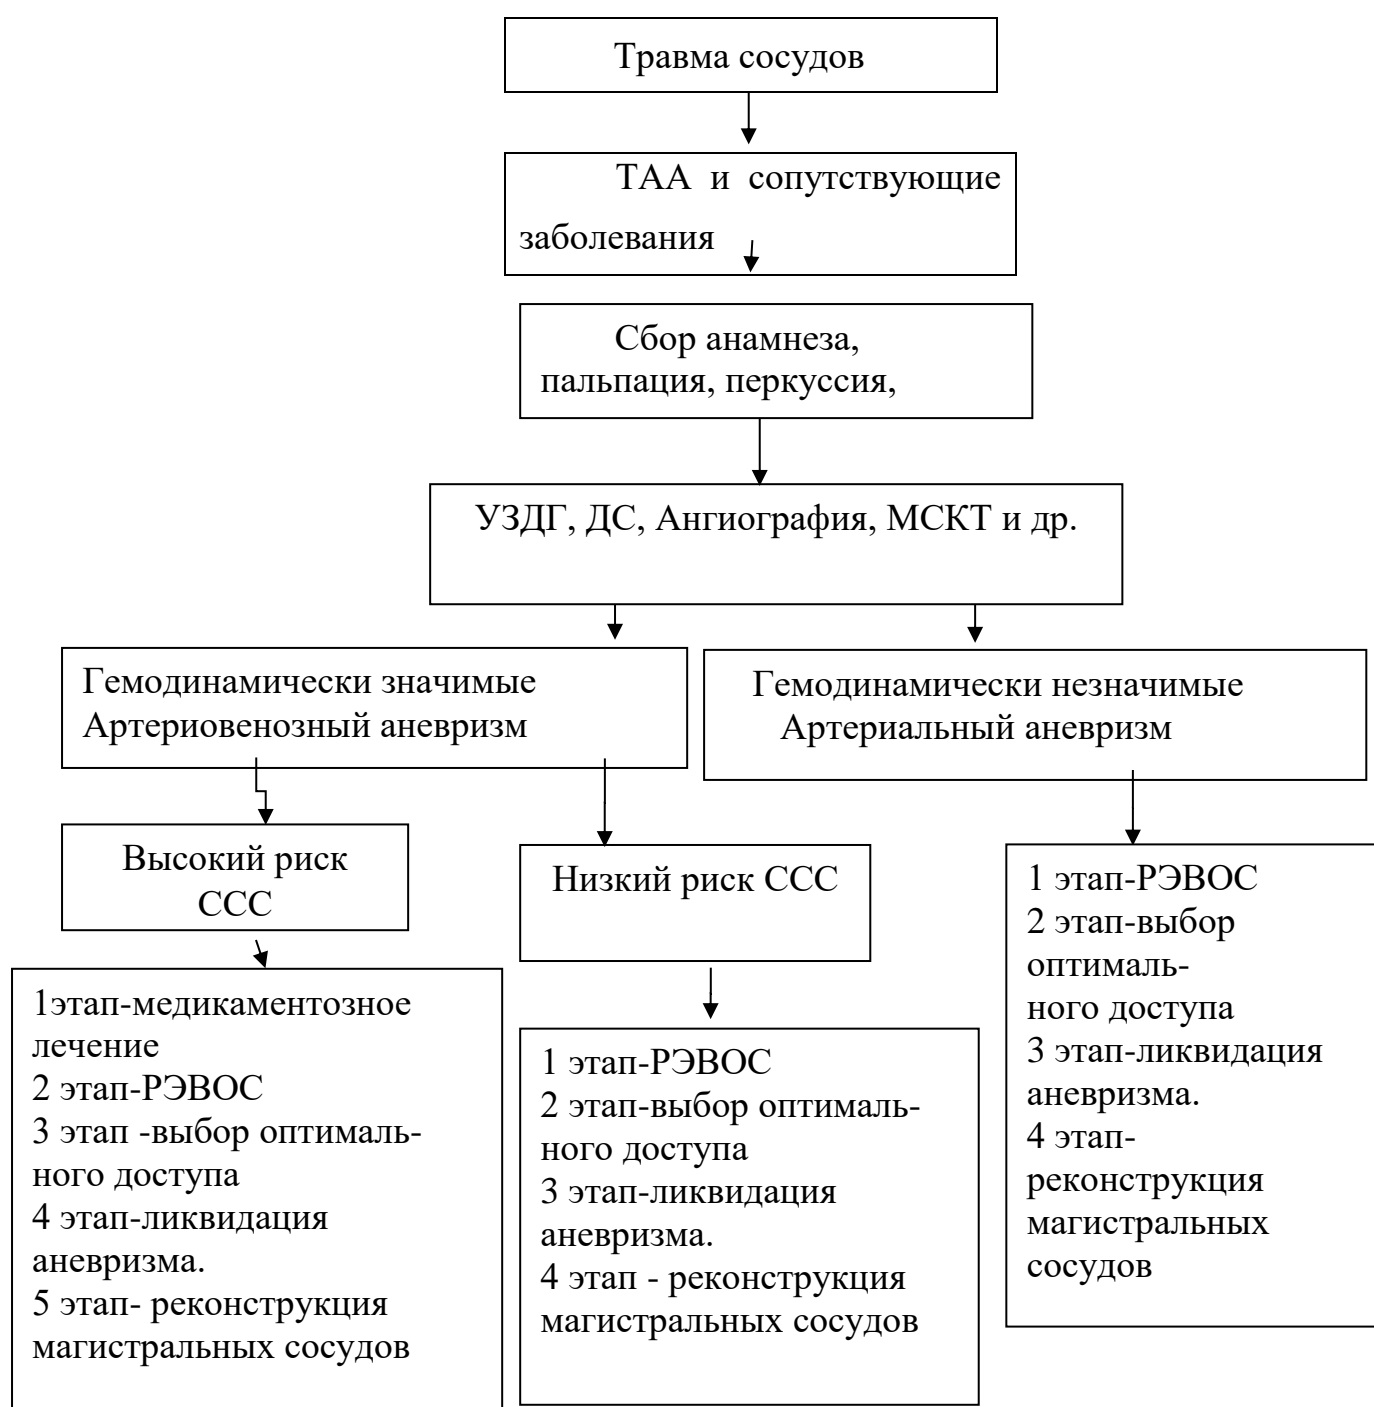 Травма сосудов
ТАА и сопутствующие
заболевания
Сбор анамнеза,
пальпация, перкуссия,
УЗДГ, ДС, Ангиография, МСКТ и др.
Гемодинамически значимые
Артериовенозный аневризм
Гемодинамически незначимые
Артериальный аневризм
Высокий риск
ССС
Низкий риск ССС
1этап-медикаментозное
лечение
2 этап-РЭВОС
3 этап -выбор оптималь-
ного доступа
4 этап-ликвидация
аневризма.
5 этап- реконструкция
магистральных сосудов
1 этап-РЭВОС
2 этап-выбор оптималь-
ного доступа
3 этап-ликвидация
аневризма.
4 этап - реконструкция
магистральных сосудов
1 этап-РЭВОС
2 этап-выбор
оптималь-
ного доступа
3 этап-ликвидация
аневризма.
4 этап-
реконструкция
магистральных
сосудов